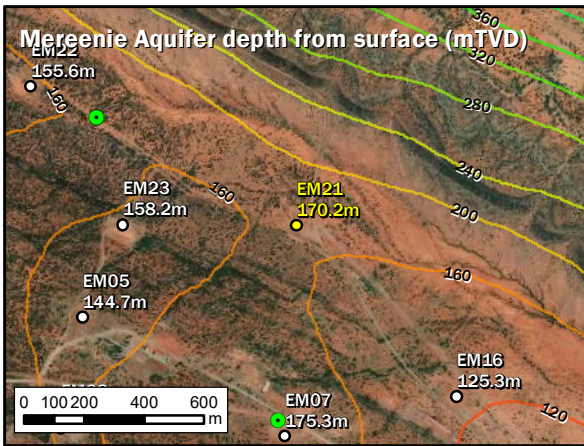 360
Mereenie Aquifer depth from surface (mTVD)
320
EM22
155.6m
160
280
240
EM23
158.2m
160
EM21
170.2m
200
160
EM05
144.7m
EM16
125.3m
0 100 200 400 600
m
EM07
175.3m
120